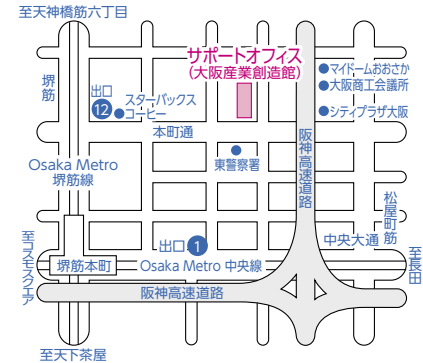 至天神橋筋六丁目
サポートオフィス
(大阪産業創造館)
堺筋
出口
12
スターバックス
コーヒー
マイドームおおさか
大阪商工会議所
シティプラザ大阪
本町通
阪神高速道路
東警察署
Osaka Metro
堺筋線
松屋町筋
出口 1
中央大通
至コスモスクエア
堺筋本町
Osaka Metro 中央線
至長田
阪神高速道路
至天下茶屋